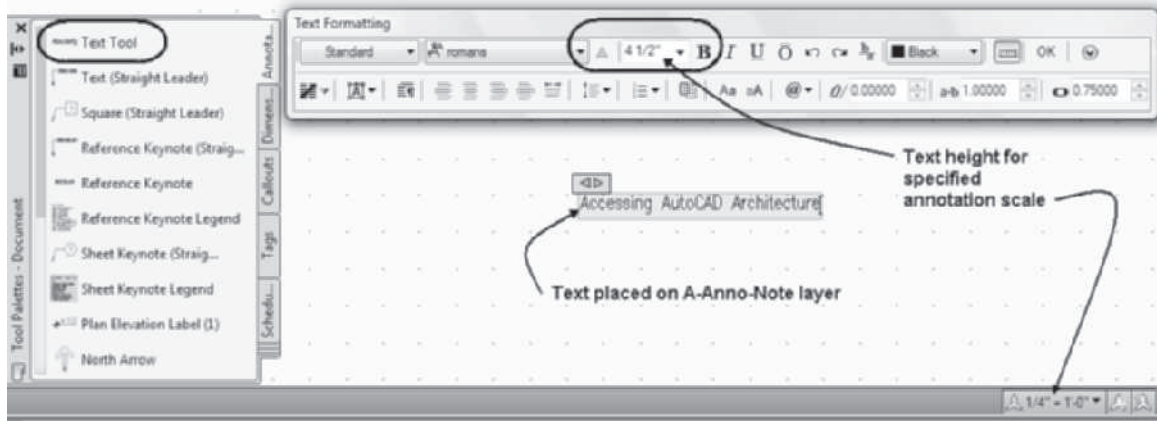 Text Formatting
Standard
romans
4 1/2"
B I U Ō
Black
OK
Aa aA @ 0/ 0.00000 a-b 1.00000 0.75000
Text Tool
Text (Straight Leader)
Square (Straight Leader)
Reference Keynote (Straig...
Reference Keynote
Reference Keynote Legend
Sheet Keynote (Straig...
Sheet Keynote Legend
Plan Elevation Label (1)
North Arrow
Annota...
Dimens...
Callouts
Tags
Schedu...
Tool Palettes - Document
Accessing AutoCAD Architecture
Text height for
specified
annotation scale
Text placed on A-Anno-Note layer
1/4" = 1'-0"